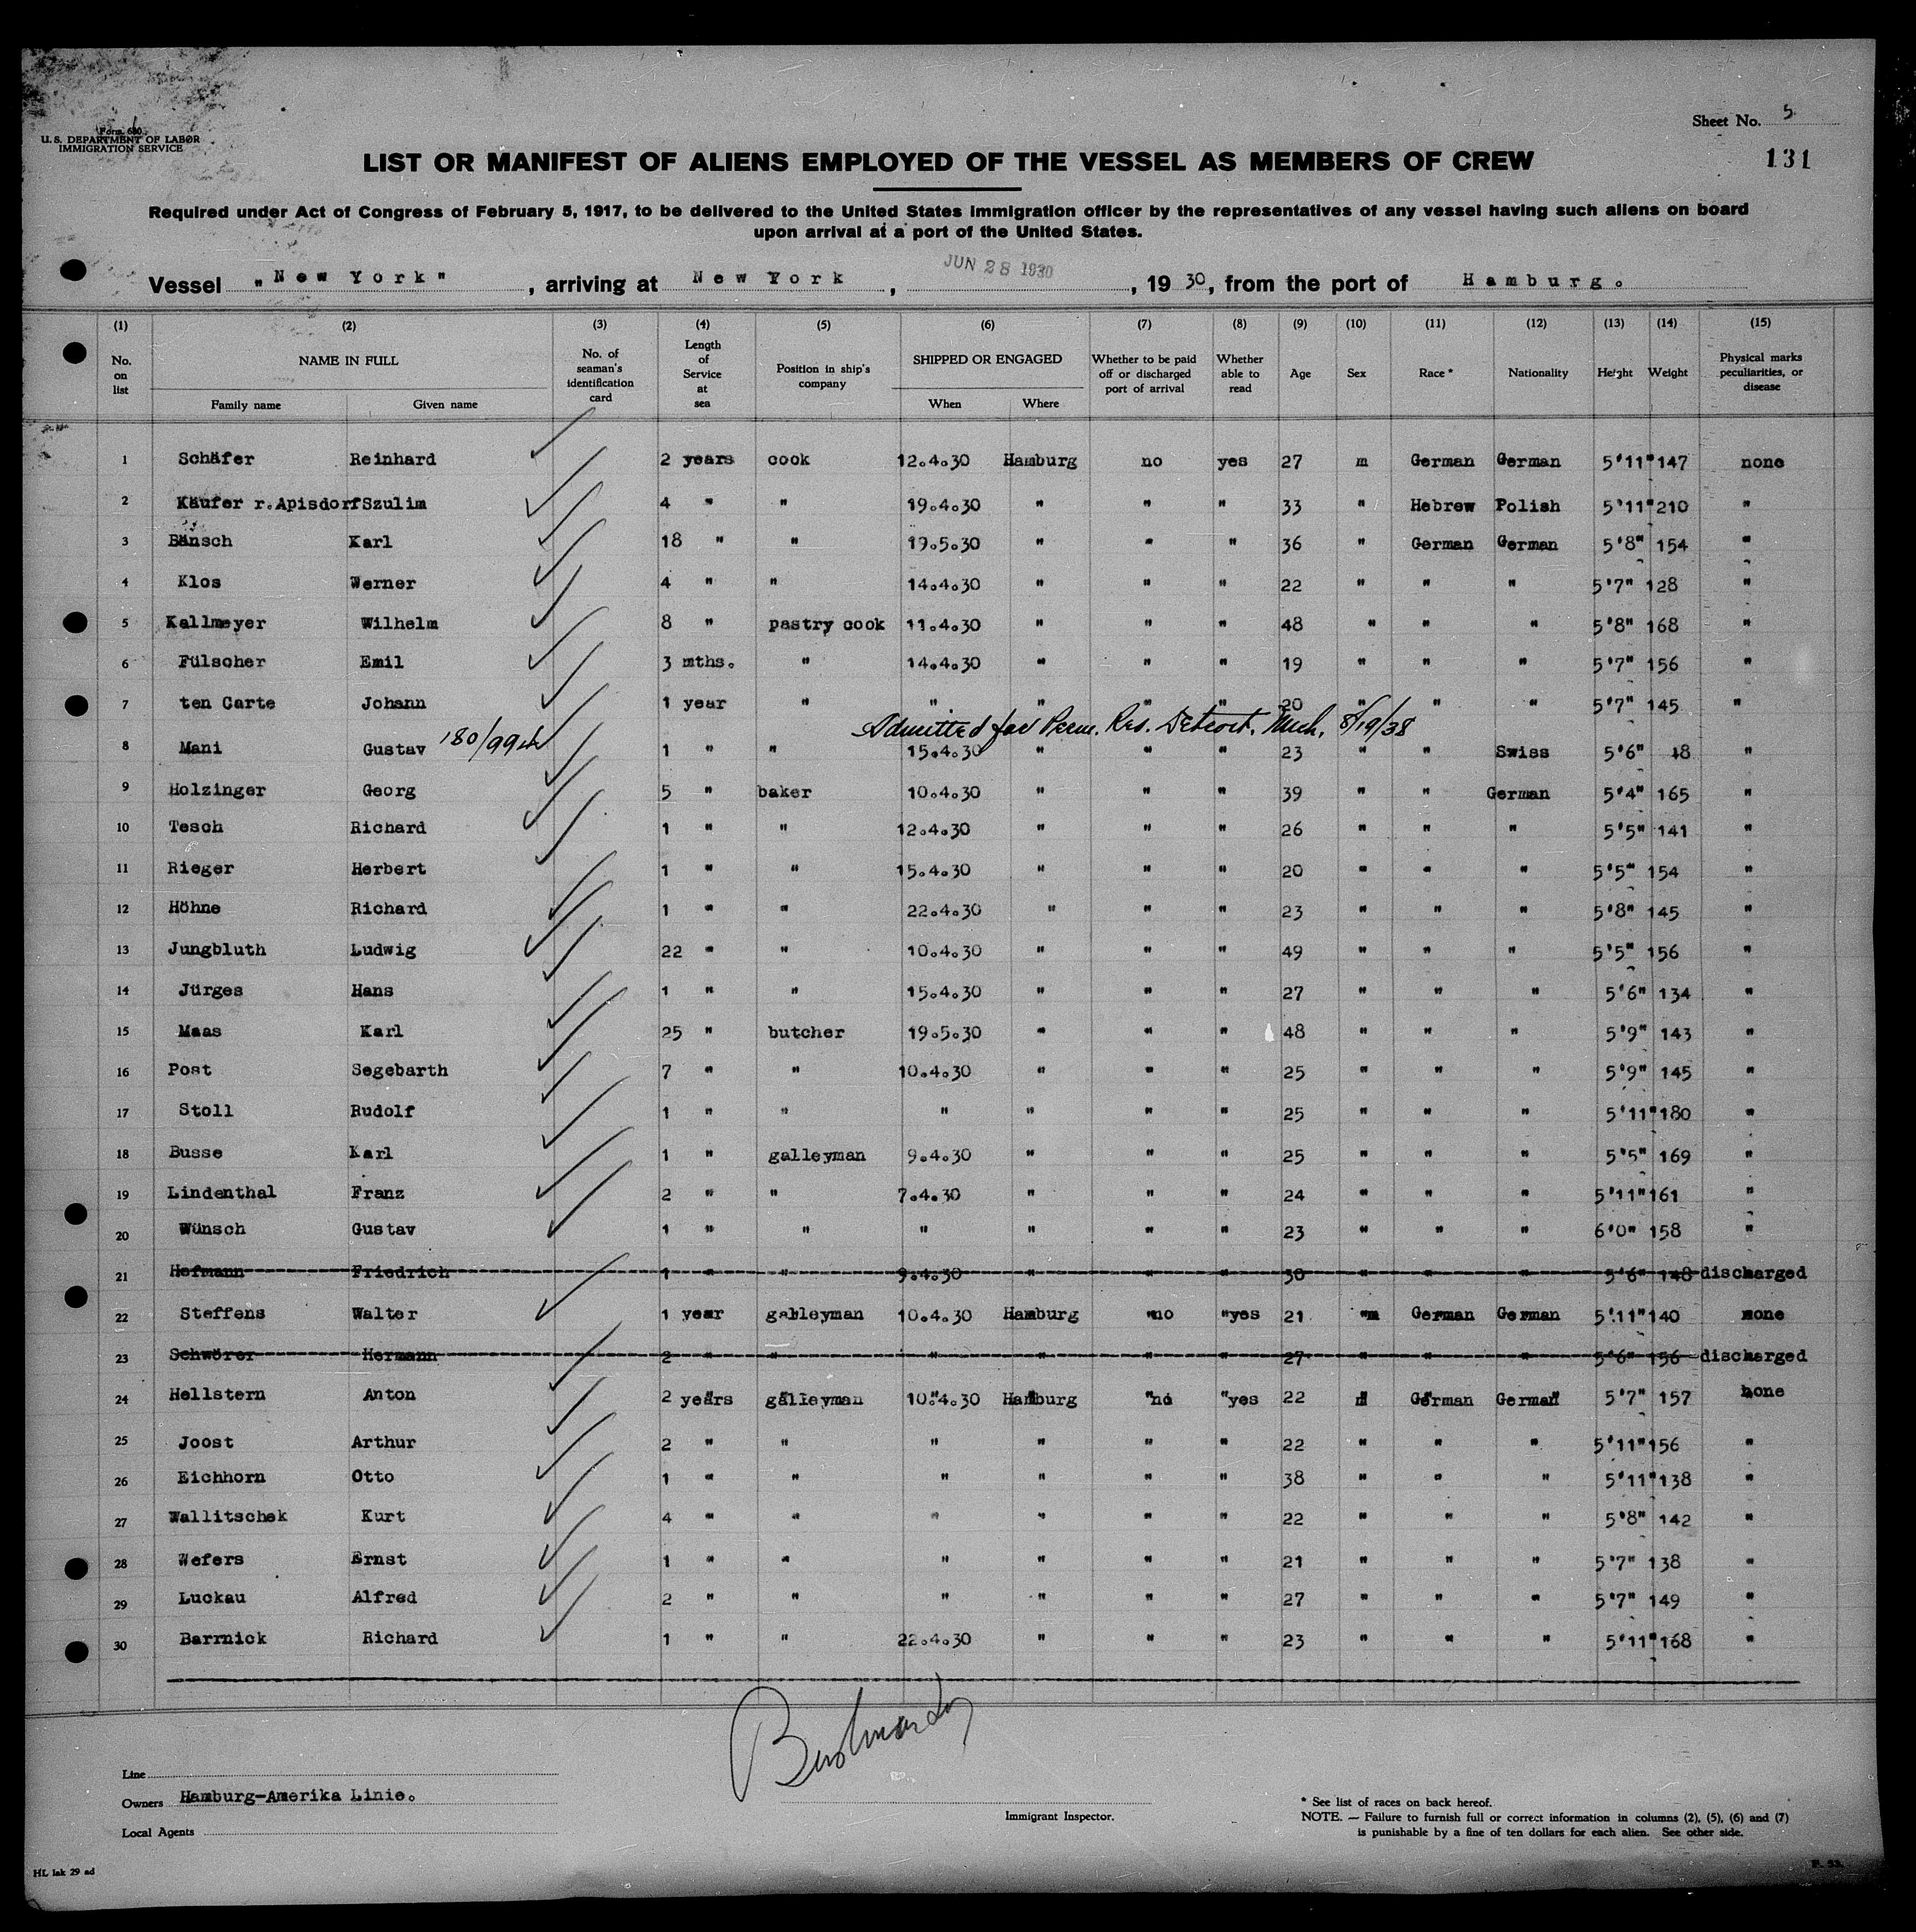 Form 680
U. S. DEPARTMENT OF LABOR
IMMIGRATION SERVICE
Sheet No. 5
131
LIST OR MANIFEST OF ALIENS EMPLOYED OF THE VESSEL AS MEMBERS OF CREW
Required under Act of Congress of February 5, 1917, to be delivered to the United States immigration officer by the representatives of any vessel having such aliens on board
upon arrival at a port of the United States.
JUN 28 1930
Vessel "New York", arriving at New York, , 19 30, from the port of Hamburg.
(1) (2) (3) (4) (5) (6) (7) (8) (9) (10) (11) (12) (13) (14) (15)
No. on list NAME IN FULL Family name Given name No. of seaman's identification card Length of Service at sea Position in ship's company SHIPPED OR ENGAGED When Where Whether to be paid off or discharged port of arrival Whether able to read Age Sex Race * Nationality Height Weight Physical marks peculiarities, or disease
1 Schäfer Reinhard 2 years cook 12.4.30 Hamburg no yes 27 m German German 5'11" 147 none
2 Käufer r.Apisdorf Szulim 4 " " 19.4.30 " " " 33 " Hebrew Polish 5'11" 210 "
3 Bänsch Karl 18 " " 19.5.30 " " " 36 " German German 5'8" 154 "
4 Klos Werner 4 " " 14.4.30 " " " 22 " " " 5'7" 128 "
5 Kallmeyer Wilhelm 8 " pastry cook 11.4.30 " " " 48 " " " 5'8" 168 "
6 Fülscher Emil 3 mths. " 14.4.30 " " " 19 " " " 5'7" 156 "
7 ten Carte Johann 1 year " " " " " 20 " " " 5'7" 145 "
Admitted for Perm. Res. Detroit, Mich, 8/19/38
8 Mani Gustav 180/994 1 " " 15.4.30 " " " 23 " " Swiss 5'6" 48 "
9 Holzinger Georg 5 " baker 10.4.30 " " " 39 " " German 5'4" 165 "
10 Tesch Richard 1 " " 12.4.30 " " " 26 " " " 5'5" 141 "
11 Rieger Herbert 1 " " 15.4.30 " " " 20 " " " 5'5" 154 "
12 Höhne Richard 1 " " 22.4.30 " " " 23 " " " 5'8" 145 "
13 Jungbluth Ludwig 22 " " 10.4.30 " " " 49 " " " 5'5" 156 "
14 Jürges Hans 1 " " 15.4.30 " " " 27 " " " 5'6" 134 "
15 Maas Karl 25 " butcher 19.5.30 " " " 48 " " " 5'9" 143 "
16 Post Segebarth 7 " " 10.4.30 " " " 25 " " " 5'9" 145 "
17 Stoll Rudolf 1 " " " " " " 25 " " " 5'11" 180 "
18 Busse Karl 1 " galleyman 9.4.30 " " " 25 " " " 5'5" 169 "
19 Lindenthal Franz 2 " " 7.4.30 " " " 24 " " " 5'11" 161 "
20 Wünsch Gustav 1 " " " " " " 23 " " " 6'0" 158 "
21 Hofmann Friedrich 1 " " 9.4.30 " " " 30 " " " 5'6" 148 discharged
22 Steffens Walter 1 year galleyman 10.4.30 Hamburg "no "yes 21 "m German German 5'11" 140 none
23 Schwörer Hermann 2 " " " " " " 27 " " " 5'6" 156 discharged
24 Hellstern Anton 2 years galleyman 10.4.30 Hamburg "no "yes 22 m German German 5'7" 157 none
25 Joost Arthur 2 " " " " " " 22 " " " 5'11" 156 "
26 Eichhorn Otto 1 " " " " " " 38 " " " 5'11" 138 "
27 Wallitschek Kurt 4 " " " " " " 22 " " " 5'8" 142 "
28 Wefers Ernst 1 " " " " " " 21 " " " 5'7" 138 "
29 Luckau Alfred 2 " " " " " " 27 " " " 5'7" 149 "
30 Barrnick Richard 1 " " 22.4.30 " " " 23 " " " 5'11" 168 "
Line
Owners Hamburg-Amerika Linie.
Local Agents
Immigrant Inspector.
* See list of races on back hereof.
NOTE. — Failure to furnish full or correct information in columns (2), (5), (6) and (7)
is punishable by a fine of ten dollars for each alien. See other side.
HL lak 29 ad